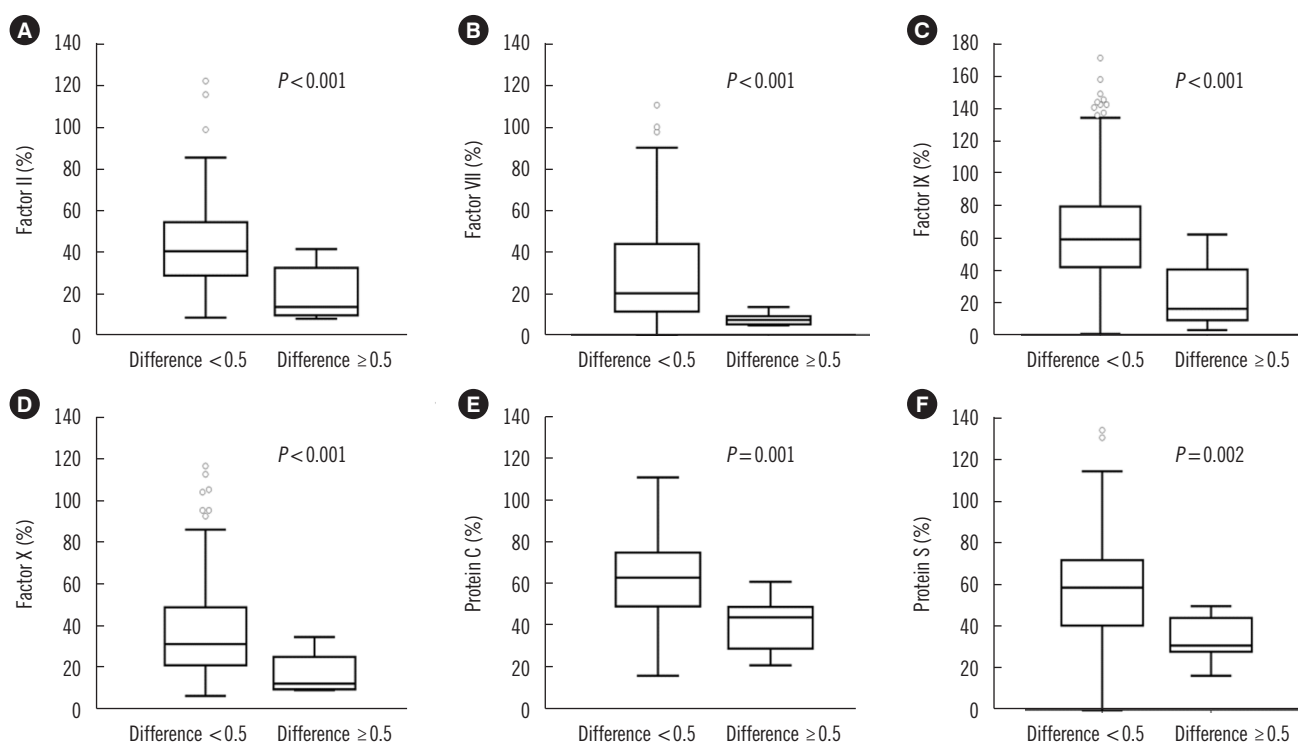 A
Factor II (%)
140
120
100
80
60
40
20
0
P<0.001
Difference <0.5 Difference ≥0.5
B
Factor VII (%)
140
120
100
80
60
40
20
0
P<0.001
Difference <0.5 Difference ≥0.5
C
Factor IX (%)
180
160
140
120
100
80
60
40
20
0
P<0.001
Difference <0.5 Difference ≥0.5
D
Factor X (%)
140
120
100
80
60
40
20
0
P<0.001
Difference <0.5 Difference ≥0.5
E
Protein C (%)
140
120
100
80
60
40
20
0
P=0.001
Difference <0.5 Difference ≥0.5
F
Protein S (%)
140
120
100
80
60
40
20
0
P=0.002
Difference <0.5 Difference ≥0.5